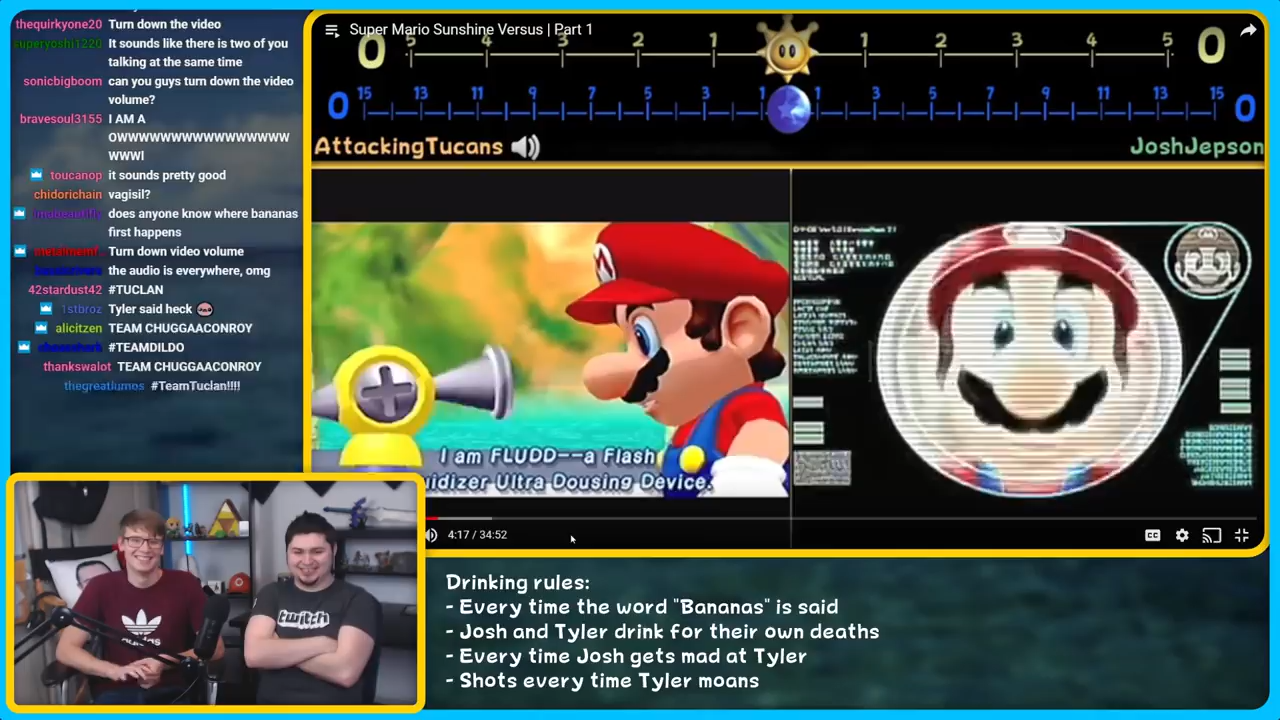 thequirkyone20 Turn down the video
superyoshi1220 It sounds like there is two of you
talking at the same time
sonicbigboom can you guys turn down the video
volume?
bravesoul3155 I AM A
OWWWWWWWWWWWWWWWW
WWW!
toucanop it sounds pretty good
chidorichain vagisil?
does anyone know where bananas
first happens
Turn down video volume
the audio is everywhere, omg
42stardust42 #TUCLAN
1stbroz Tyler said heck
alicitzen TEAM CHUGGAACONROY
#TEAMDILDO
thankswalot TEAM CHUGGAACONROY
thegreatlumos #TeamTuclan!!!!
Super Mario Sunshine Versus | Part 1
0 5 4 3 2 1 1 2 3 4 5 0
0 15 13 11 9 7 5 3 1 1 3 5 7 9 11 13 15 0
AttackingTucans
JoshJepson
I am FLUDD--a Flash
uidizer Ultra Dousing Device.
4:17 / 34:52
CC
adidas
twitch
Drinking rules:
- Every time the word "Bananas" is said
- Josh and Tyler drink for their own deaths
- Every time Josh gets mad at Tyler
- Shots every time Tyler moans